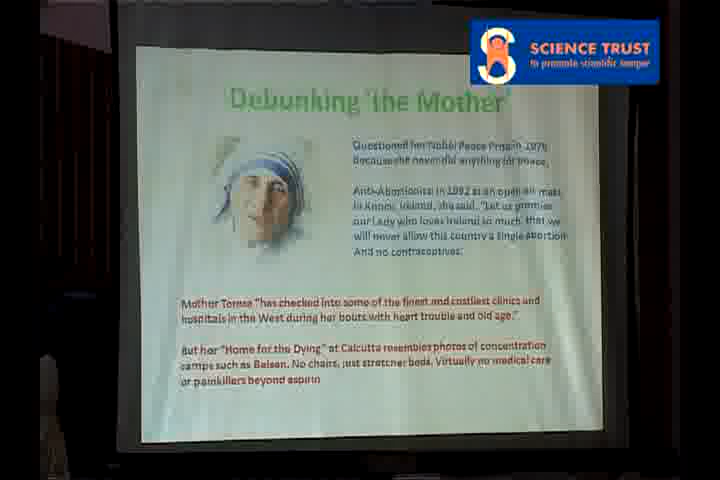 SCIENCE TRUST
to promote scientific temper
'Debunking 'the Mother'
Questioned for Nobel Peace Prize in 1979
Because she never did anything for peace,
Anti-Abortionist in 1992 at an open air mass
in Knock, Ireland, she said, "Let us promise
our Lady who loves Ireland so much that we
will never allow this country a single abortion
And no contraceptives.'
Mother Terese "has checked into some of the finest and costliest clinics and
hospitals in the West during her bouts with heart trouble and old age."
But her "Home for the Dying" at Calcutta resembles photos of concentration
camps such as Belsen. No chairs, just stretcher beds. Virtually no medical care
or painkillers beyond aspirin